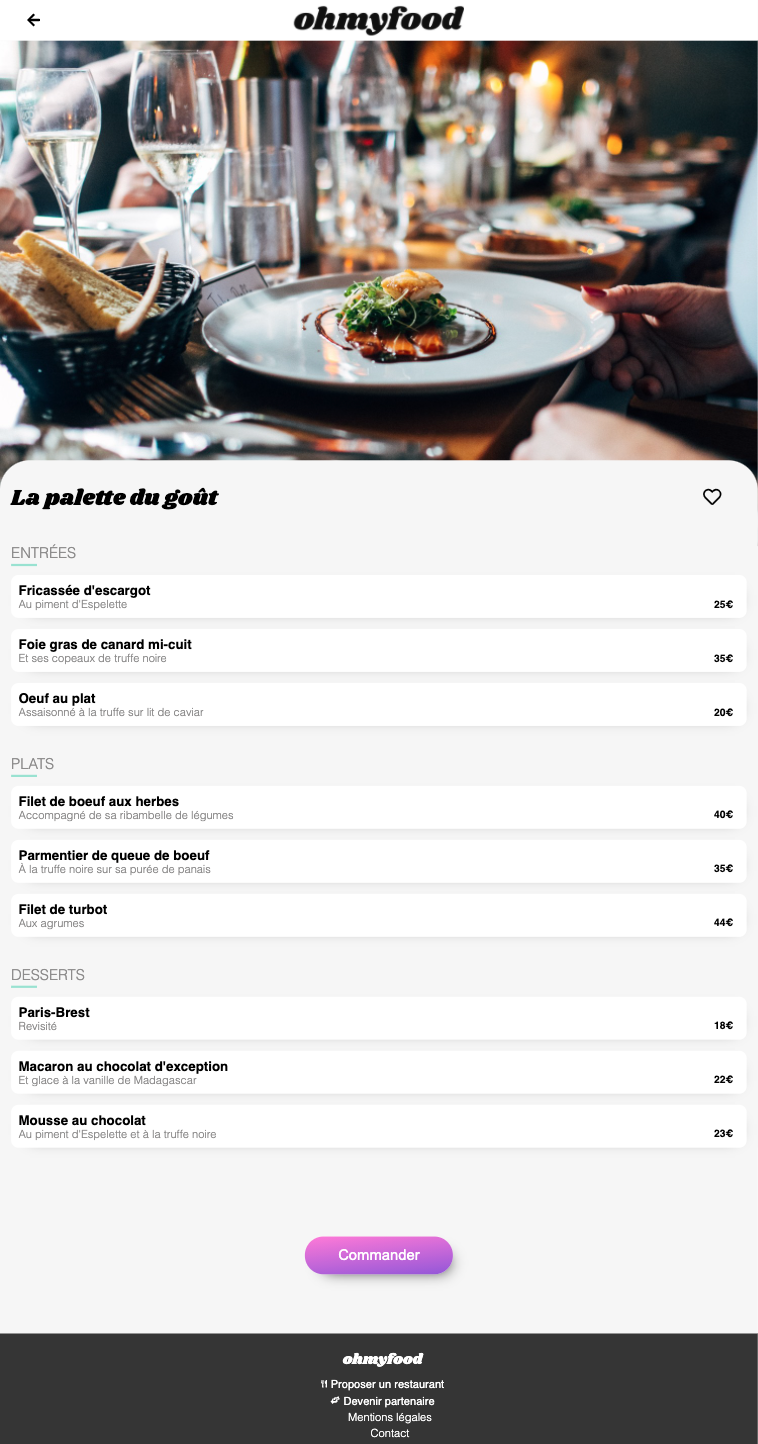 ohmyfood
La palette du goût
ENTRÉES
Fricassée d'escargot
Au piment d'Espelette
25€
Foie gras de canard mi-cuit
Et ses copeaux de truffe noire
35€
Oeuf au plat
Assaisonné à la truffe sur lit de caviar
20€
PLATS
Filet de boeuf aux herbes
Accompagné de sa ribambelle de légumes
40€
Parmentier de queue de boeuf
À la truffe noire sur sa purée de panais
35€
Filet de turbot
Aux agrumes
44€
DESSERTS
Paris-Brest
Revisité
18€
Macaron au chocolat d'exception
Et glace à la vanille de Madagascar
22€
Mousse au chocolat
Au piment d'Espelette et à la truffe noire
23€
Commander
ohmyfood
Proposer un restaurant
Devenir partenaire
Mentions légales
Contact